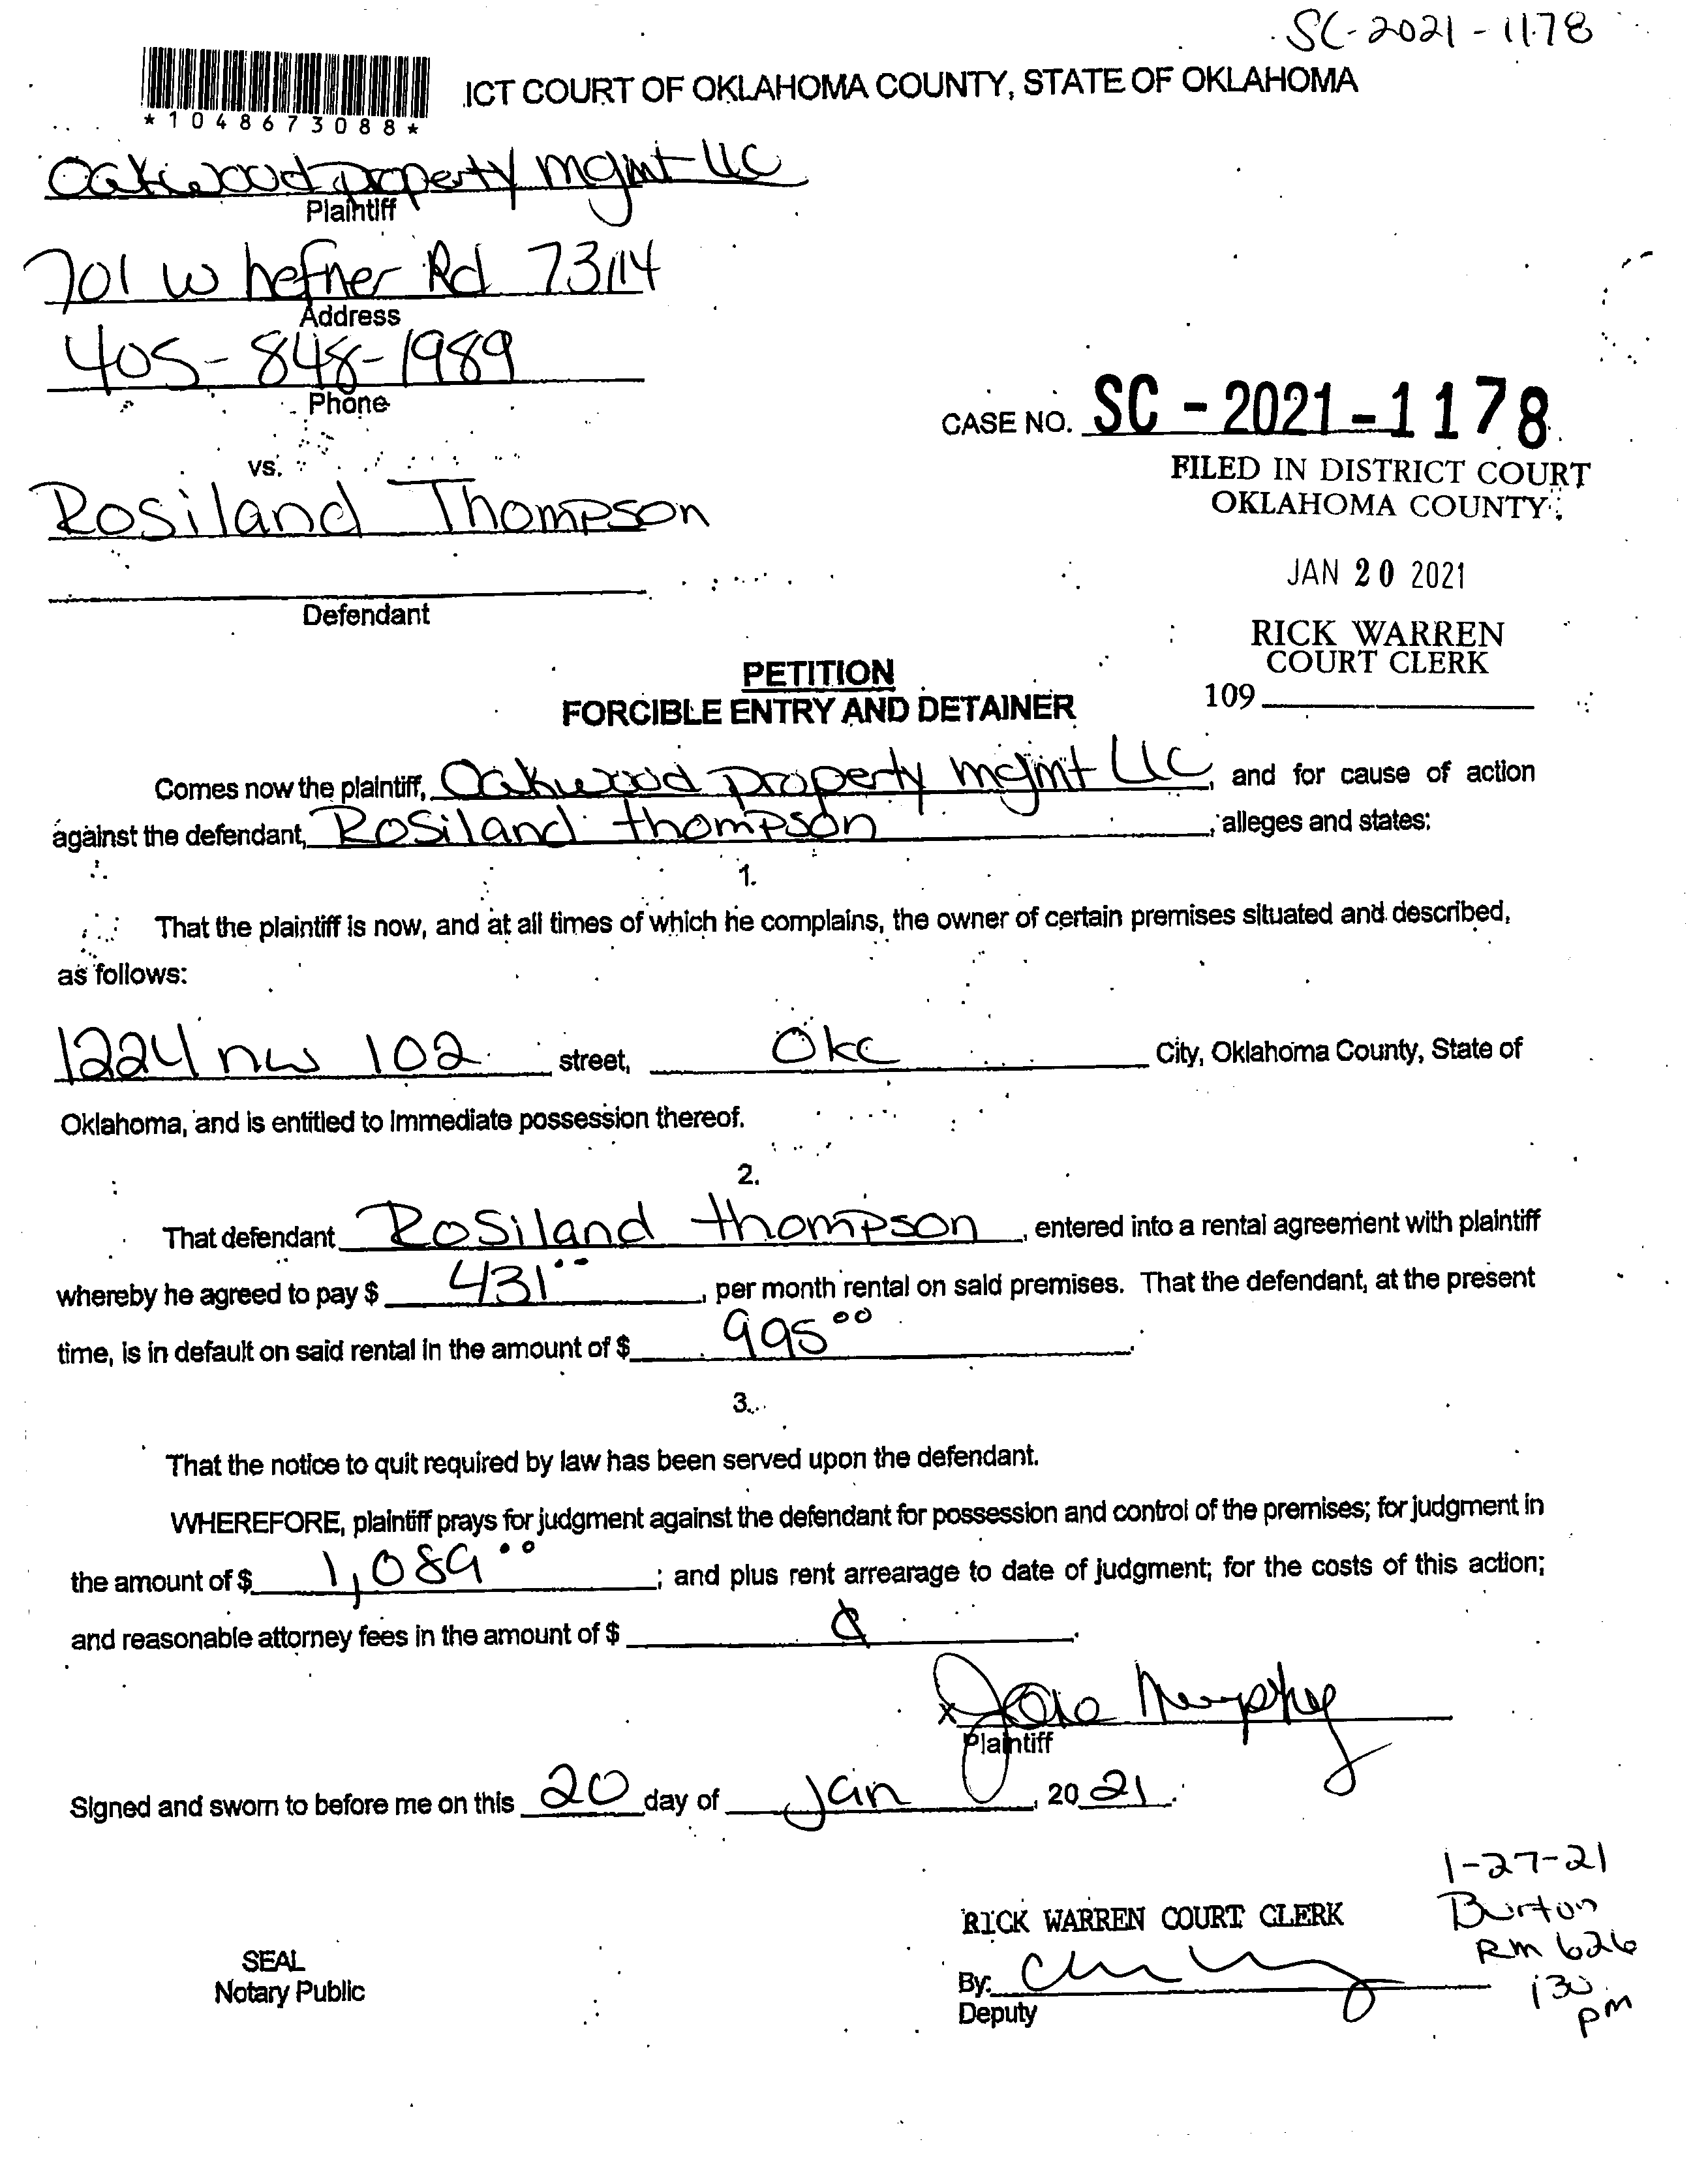 SC-2021-1178
ICT COURT OF OKLAHOMA COUNTY, STATE OF OKLAHOMA
*1048673088*
Oakwood property mgmt llc
Plaintiff
701 w hefner Rd 73114
Address
405-848-1989
Phone
CASE NO. SC-2021-1178
vs.
FILED IN DISTRICT COURT
OKLAHOMA COUNTY
Rosiland Thompson
JAN 20 2021
Defendant
RICK WARREN
COURT CLERK
109
PETITION
FORCIBLE ENTRY AND DETAINER
Comes now the plaintiff, Oakwood property mgmt LLC, and for cause of action
against the defendant, Rosiland thompson, alleges and states:
1.
That the plaintiff is now, and at all times of which he complains, the owner of certain premises situated and described,
as follows:
1224 nw 102 street, Okc City, Oklahoma County, State of
Oklahoma, and is entitled to immediate possession thereof.
2.
That defendant Rosiland thompson, entered into a rental agreement with plaintiff
whereby he agreed to pay $ 431--, per month rental on said premises. That the defendant, at the present
time, is in default on said rental in the amount of $ 995 00.
3.
That the notice to quit required by law has been served upon the defendant.
WHEREFORE, plaintiff prays for judgment against the defendant for possession and control of the premises; for judgment in
the amount of $ 1,089 00; and plus rent arrearage to date of judgment; for the costs of this action;
and reasonable attorney fees in the amount of $
x
Plaintiff
Signed and sworn to before me on this 20 day of Jan, 2021.
1-27-21
RICK WARREN COURT CLERK
Burton
Rm 626
130
pm
SEAL
Notary Public
By:
Deputy